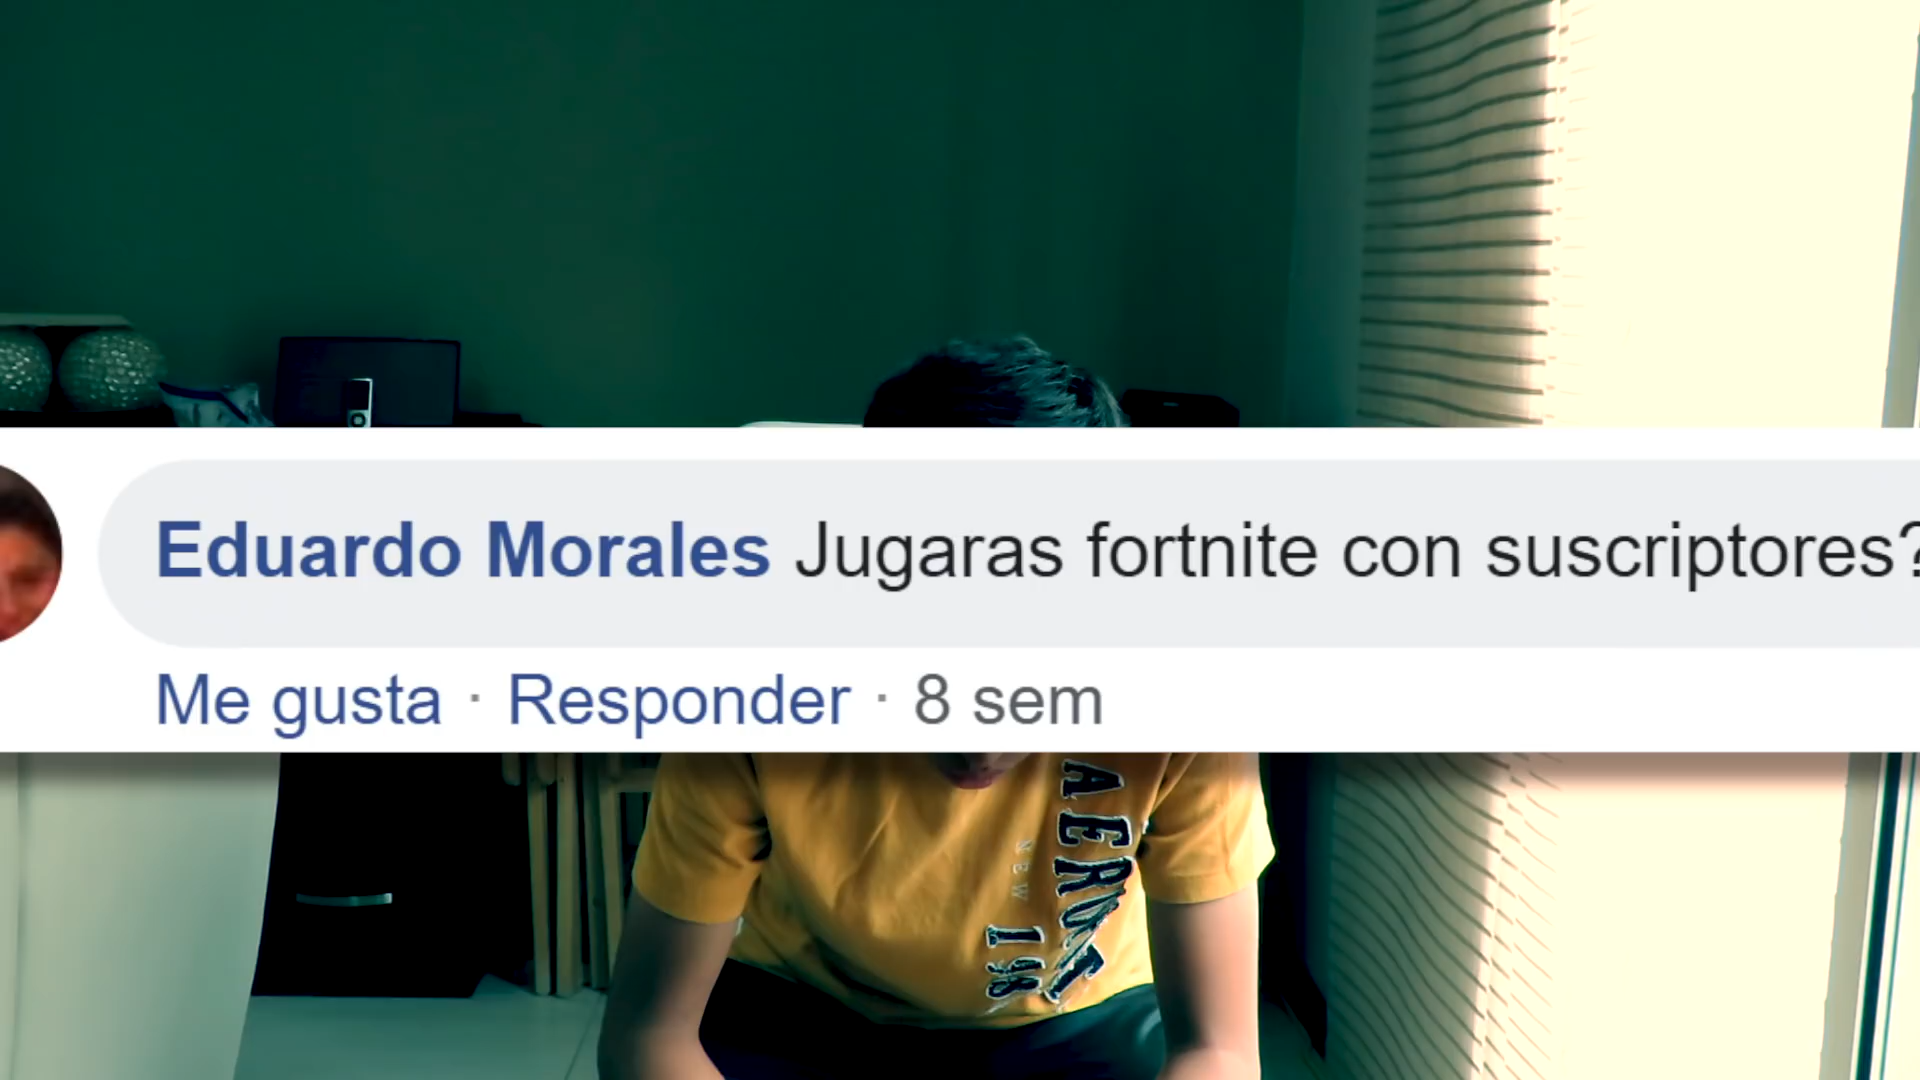 Eduardo Morales Jugaras fortnite con suscriptores?
Me gusta · Responder · 8 sem
AERO
NEW
198